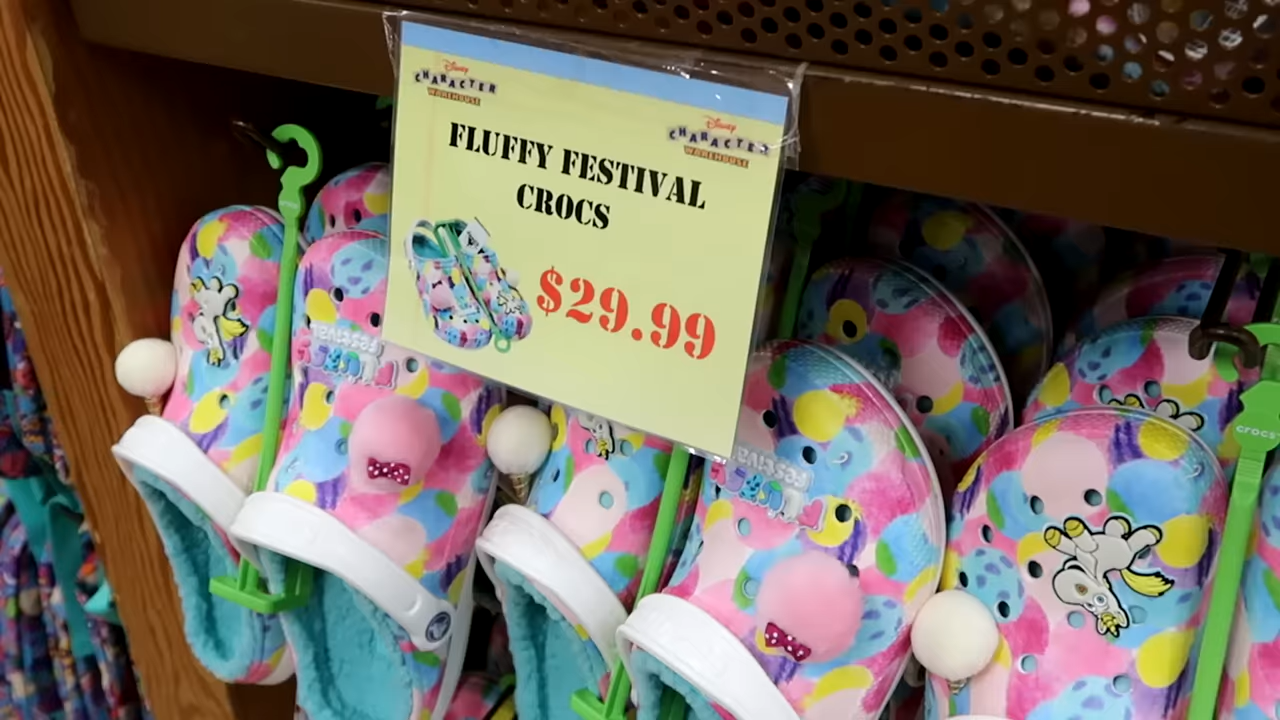 Disney
CHARACTER
WAREHOUSE
Disney
CHARACTER
WAREHOUSE
FLUFFY FESTIVAL
CROCS
$29.99
crocs